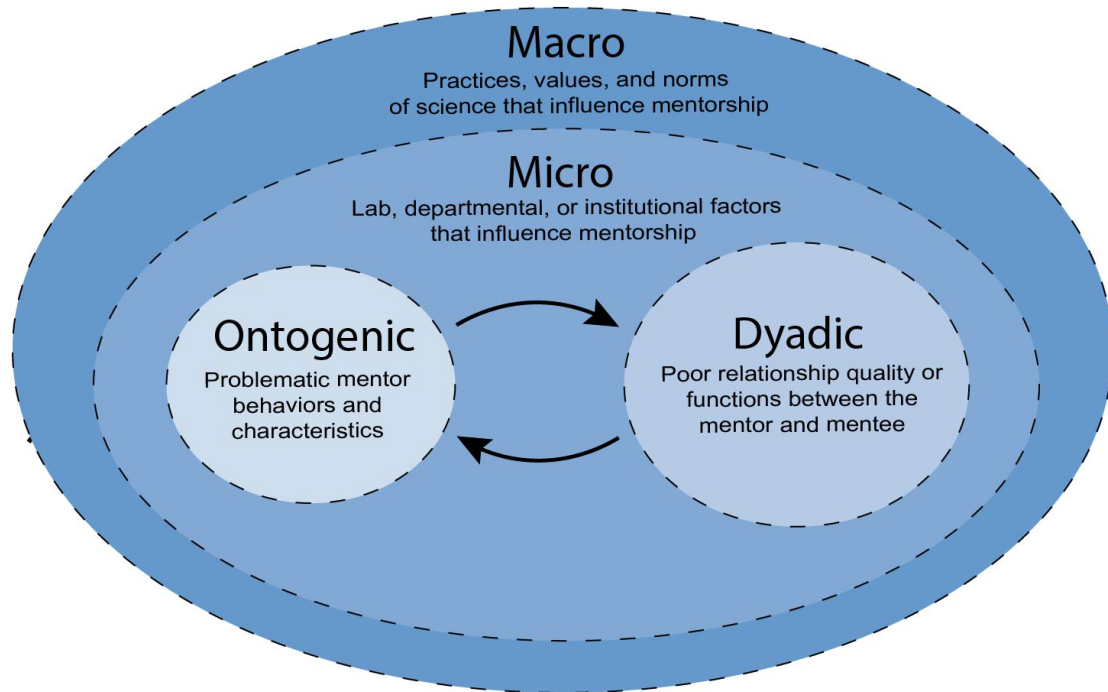 Macro
Practices, values, and norms
of science that influence mentorship
Micro
Lab, departmental, or institutional factors
that influence mentorship
Ontogenic
Problematic mentor
behaviors and
characteristics
Dyadic
Poor relationship quality or
functions between the
mentor and mentee